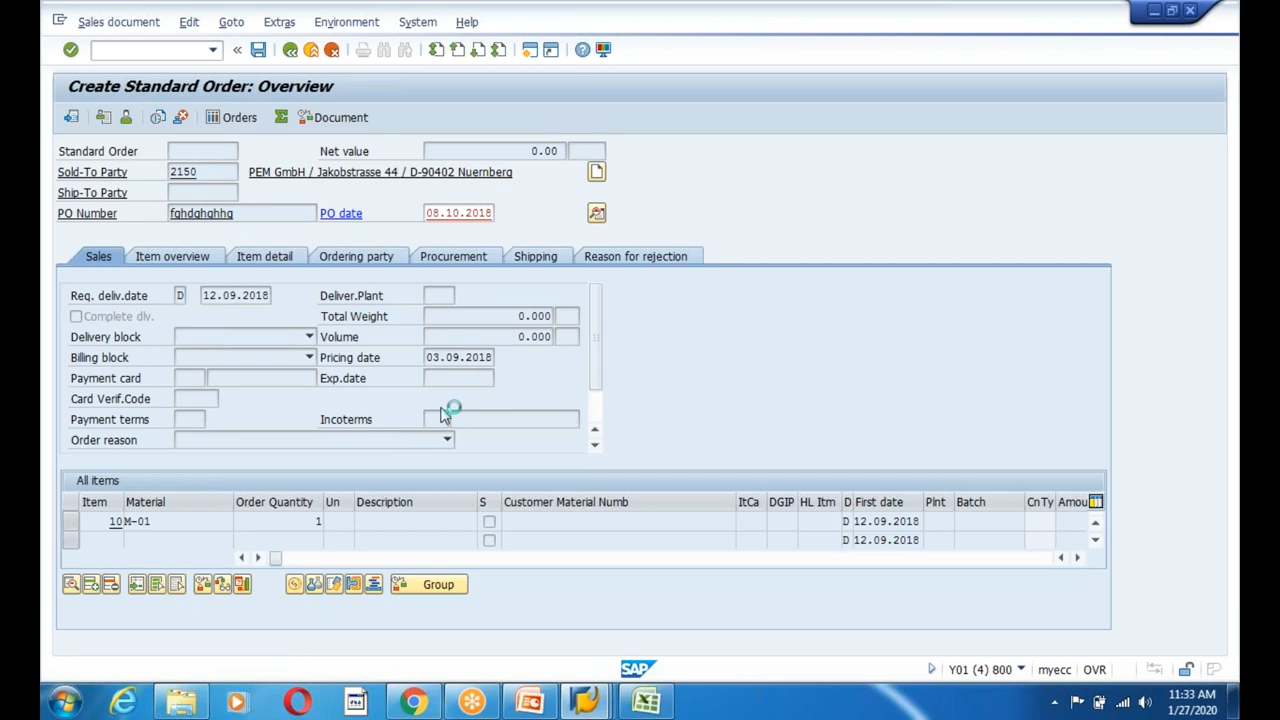 Sales document Edit Goto Extras Environment System Help
Create Standard Order: Overview
Orders Document
Standard Order Net value 0.00
Sold-To Party 2150 PEM GmbH / Jakobstrasse 44 / D-90402 Nuernberg
Ship-To Party
PO Number fghdghghhg PO date 08.10.2018
Sales Item overview Item detail Ordering party Procurement Shipping Reason for rejection
Req. deliv.date D 12.09.2018 Deliver.Plant
Complete dlv. Total Weight 0.000
Delivery block Volume 0.000
Billing block Pricing date 03.09.2018
Payment card Exp.date
Card Verif.Code
Payment terms Incoterms
Order reason
All items
Item Material Order Quantity Un Description S Customer Material Numb ItCa DGIP HL Itm D First date Plnt Batch CnTy Amou
10 M-01 1 D 12.09.2018
D 12.09.2018
Group
SAP Y01 (4) 800 myecc OVR
11:33 AM
1/27/2020